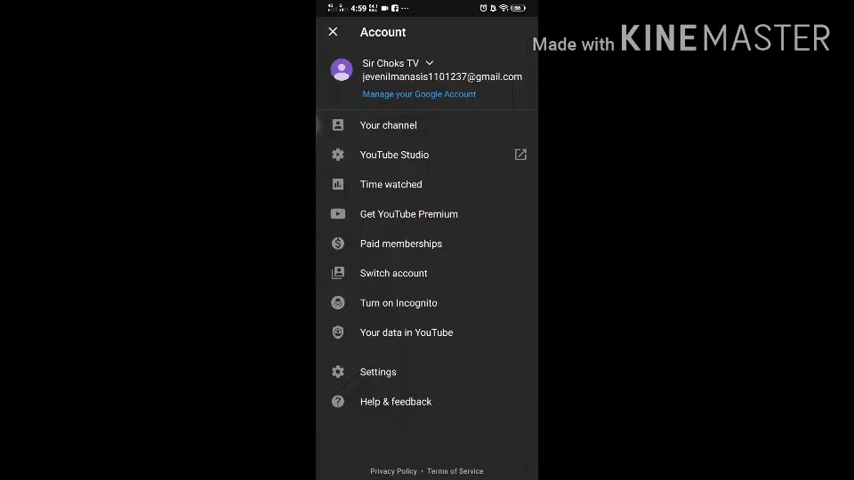 4:59
Account
Made with KINEMASTER
Sir Choks TV
jevenilmanasis1101237@gmail.com
Manage your Google Account
Your channel
YouTube Studio
Time watched
Get YouTube Premium
Paid memberships
Switch account
Turn on Incognito
Your data in YouTube
Settings
Help & feedback
Privacy Policy • Terms of Service